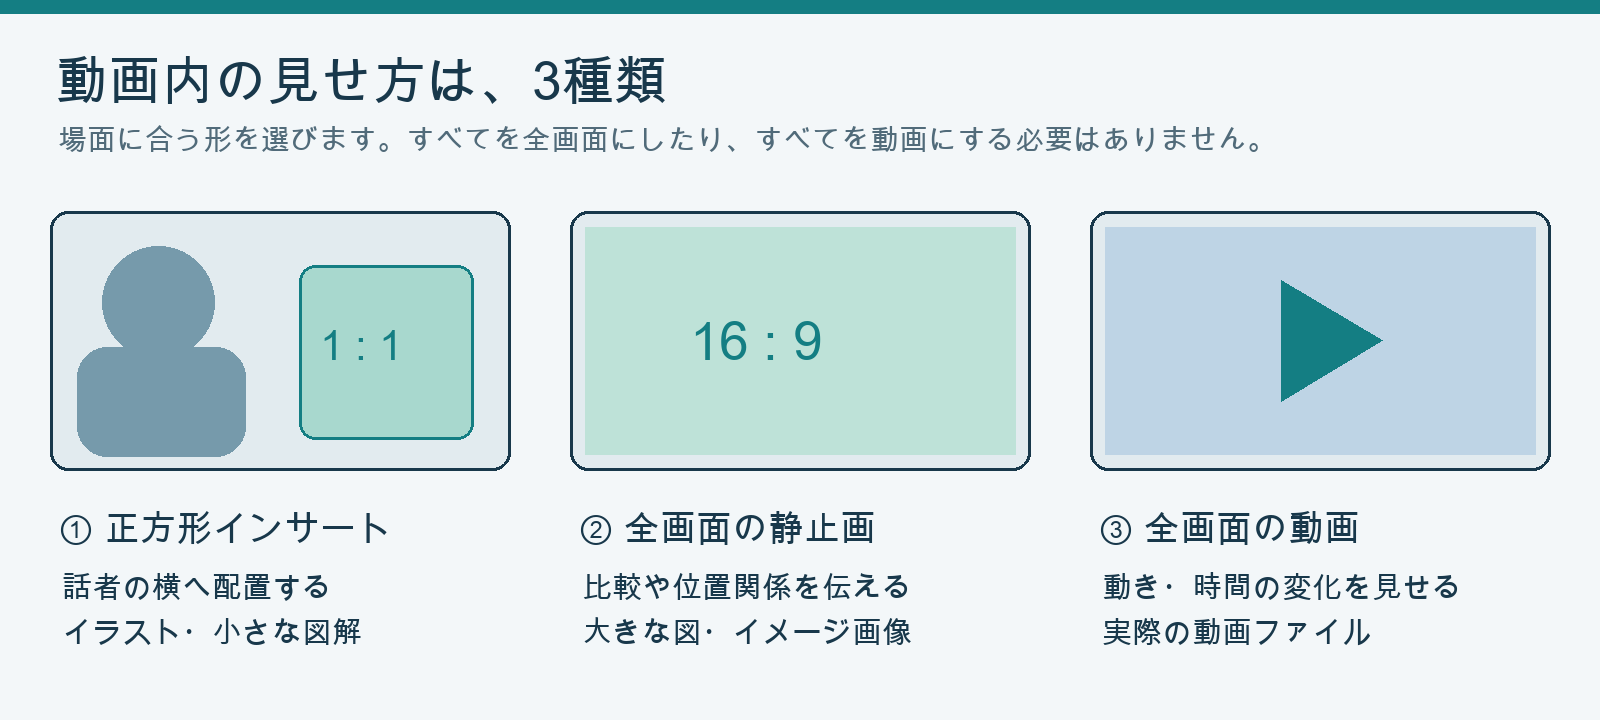 動画内の見せ方は、3種類
場面に合う形を選びます。すべてを全画面にしたり、すべてを動画にする必要はありません。
1 : 1
16 : 9
① 正方形インサート
話者の横へ配置する
イラスト・小さな図解
② 全画面の静止画
比較や位置関係を伝える
大きな図・イメージ画像
③ 全画面の動画
動き・時間の変化を見せる
実際の動画ファイル